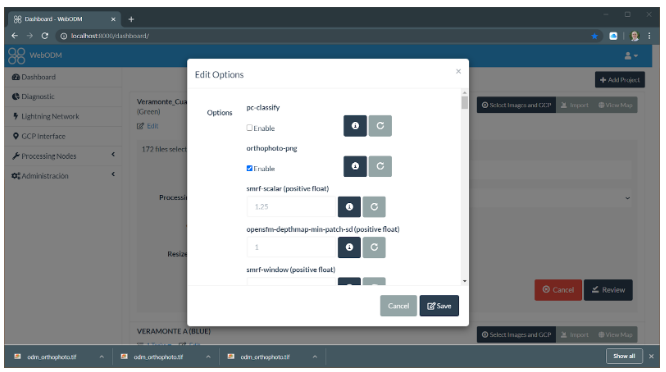 Dashboard - WebODM
localhost:8000/dashboard/
WebODM
Dashboard
Diagnostic
Lightning Network
GCP Interface
Processing Nodes
Administración
Add Project
Veramonte_Cua
(Green)
Edit
Select Images and GCP
Import
View Map
172 files select
Processi
Resize
Cancel
Review
Edit Options
Options
pc-classify
Enable
orthophoto-png
Enable
smrf-scalar (positive float)
1.25
opensfm-depthmap-min-patch-sd (positive float)
1
smrf-window (positive float)
Cancel
Save
VERAMONTE A (BLUE)
Edit
Select Images and GCP
Import
View Map
odm_orthophoto.tif
odm_orthophoto.tif
odm_orthophoto.tif
Show all